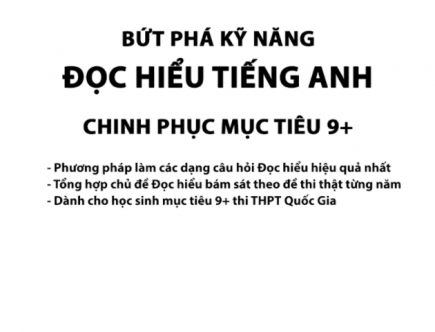 BỨT PHÁ KỸ NĂNG
ĐỌC HIỂU TIẾNG ANH
CHINH PHỤC MỤC TIÊU 9+
- Phương pháp làm các dạng câu hỏi Đọc hiểu hiệu quả nhất
- Tổng hợp chủ đề Đọc hiểu bám sát theo đề thi thật từng năm
- Dành cho học sinh mục tiêu 9+ thi THPT Quốc Gia